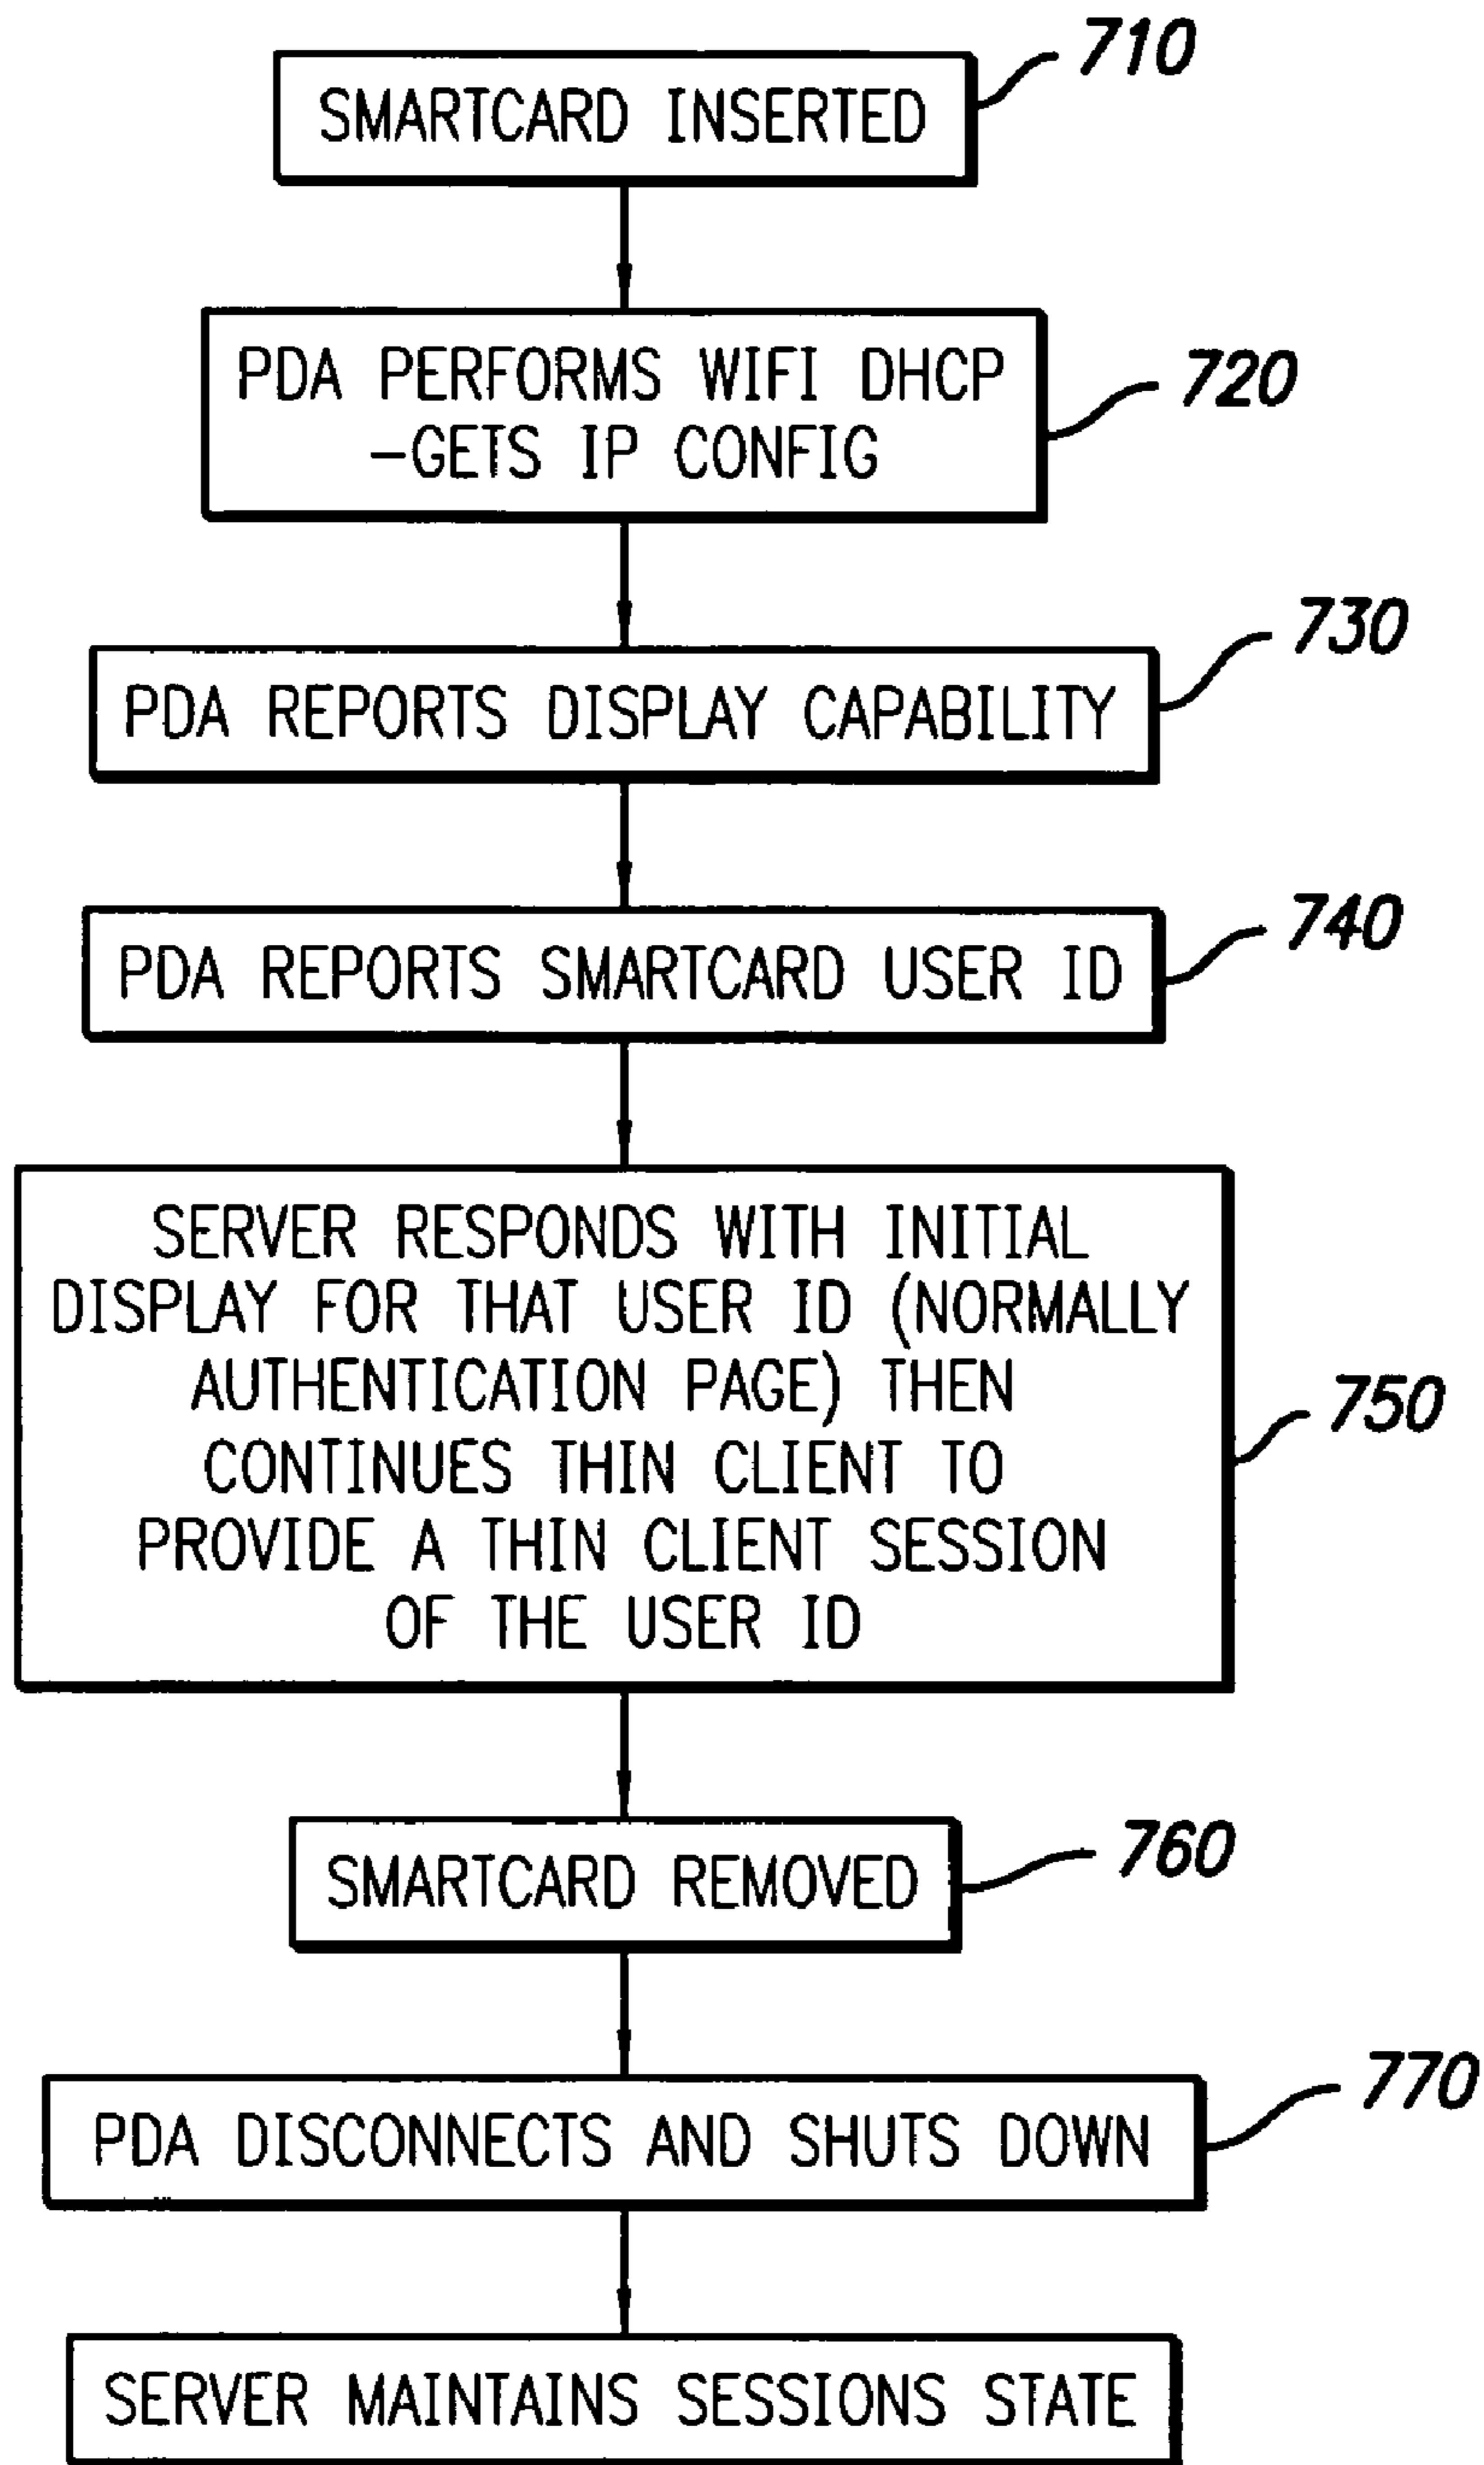 710
SMARTCARD INSERTED
720
PDA PERFORMS WIFI DHCP
-GETS IP CONFIG
730
PDA REPORTS DISPLAY CAPABILITY
740
PDA REPORTS SMARTCARD USER ID
SERVER RESPONDS WITH INITIAL
DISPLAY FOR THAT USER ID (NORMALLY
AUTHENTICATION PAGE) THEN
750
CONTINUES THIN CLIENT TO
PROVIDE A THIN CLIENT SESSION
OF THE USER ID
760
SMARTCARD REMOVED
770
PDA DISCONNECTS AND SHUTS DOWN
SERVER MAINTAINS SESSIONS STATE